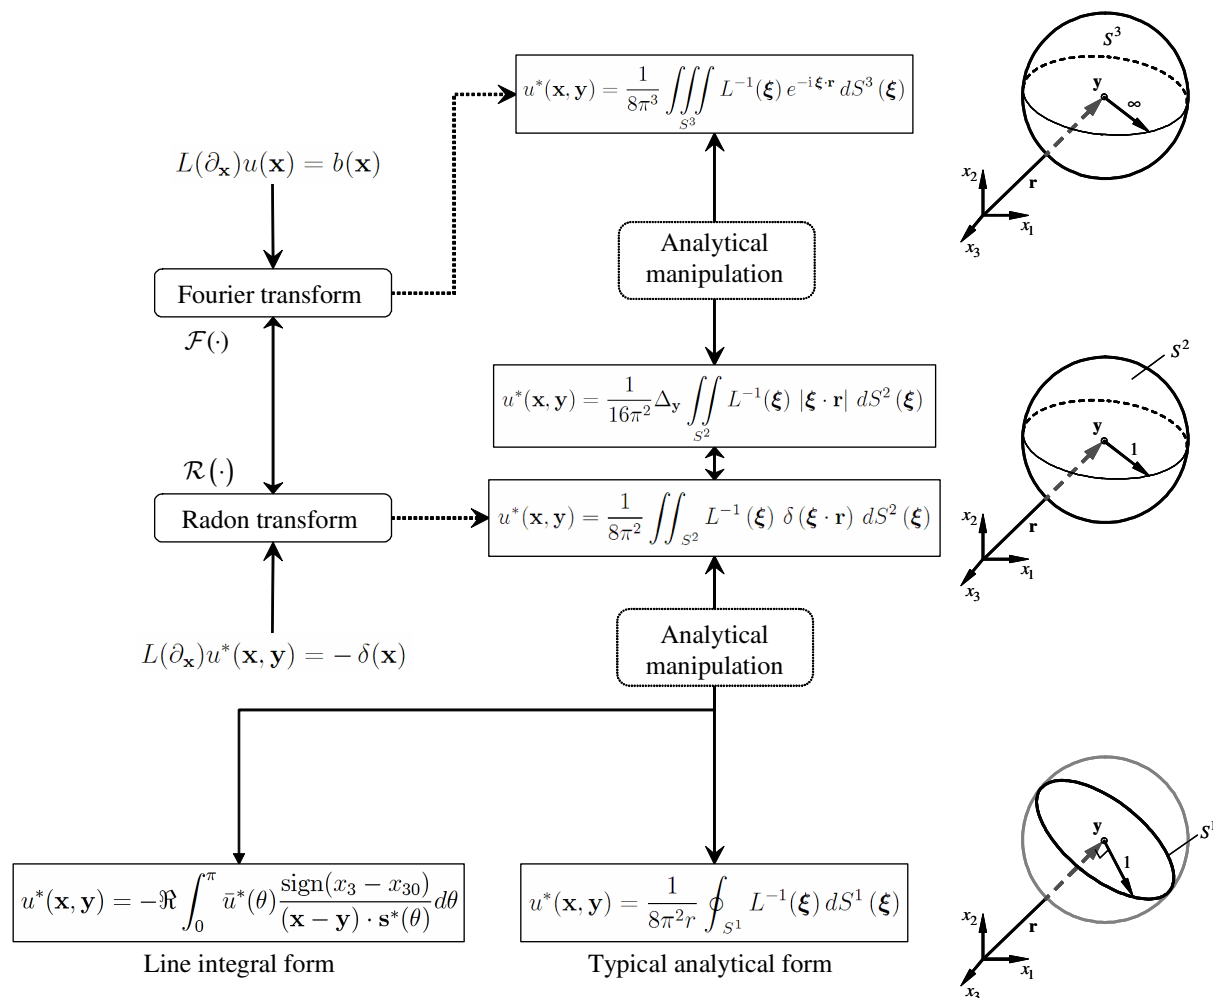 u*(x, y) = 1/8π³ ∭_{S³} L⁻¹(ξ) e^{−i ξ·r} dS³(ξ)
S³
y
∞
r
x₂
x₁
x₃
L(∂ₓ)u(x) = b(x)
Analytical
manipulation
Fourier transform
ℱ(·)
u*(x, y) = 1/16π² Δ_y ∬_{S²} L⁻¹(ξ) |ξ · r| dS²(ξ)
S²
y
1
r
x₂
x₁
x₃
ℛ(·)
Radon transform
u*(x, y) = 1/8π² ∬_{S²} L⁻¹(ξ) δ(ξ · r) dS²(ξ)
L(∂ₓ)u*(x, y) = − δ(x)
Analytical
manipulation
S¹
y
1
r
x₂
x₁
x₃
u*(x, y) = −ℜ ∫₀^π ū*(θ) sign(x₃ − x₃₀)/(x − y) · s*(θ) dθ
Line integral form
u*(x, y) = 1/8π²r ∮_{S¹} L⁻¹(ξ) dS¹(ξ)
Typical analytical form